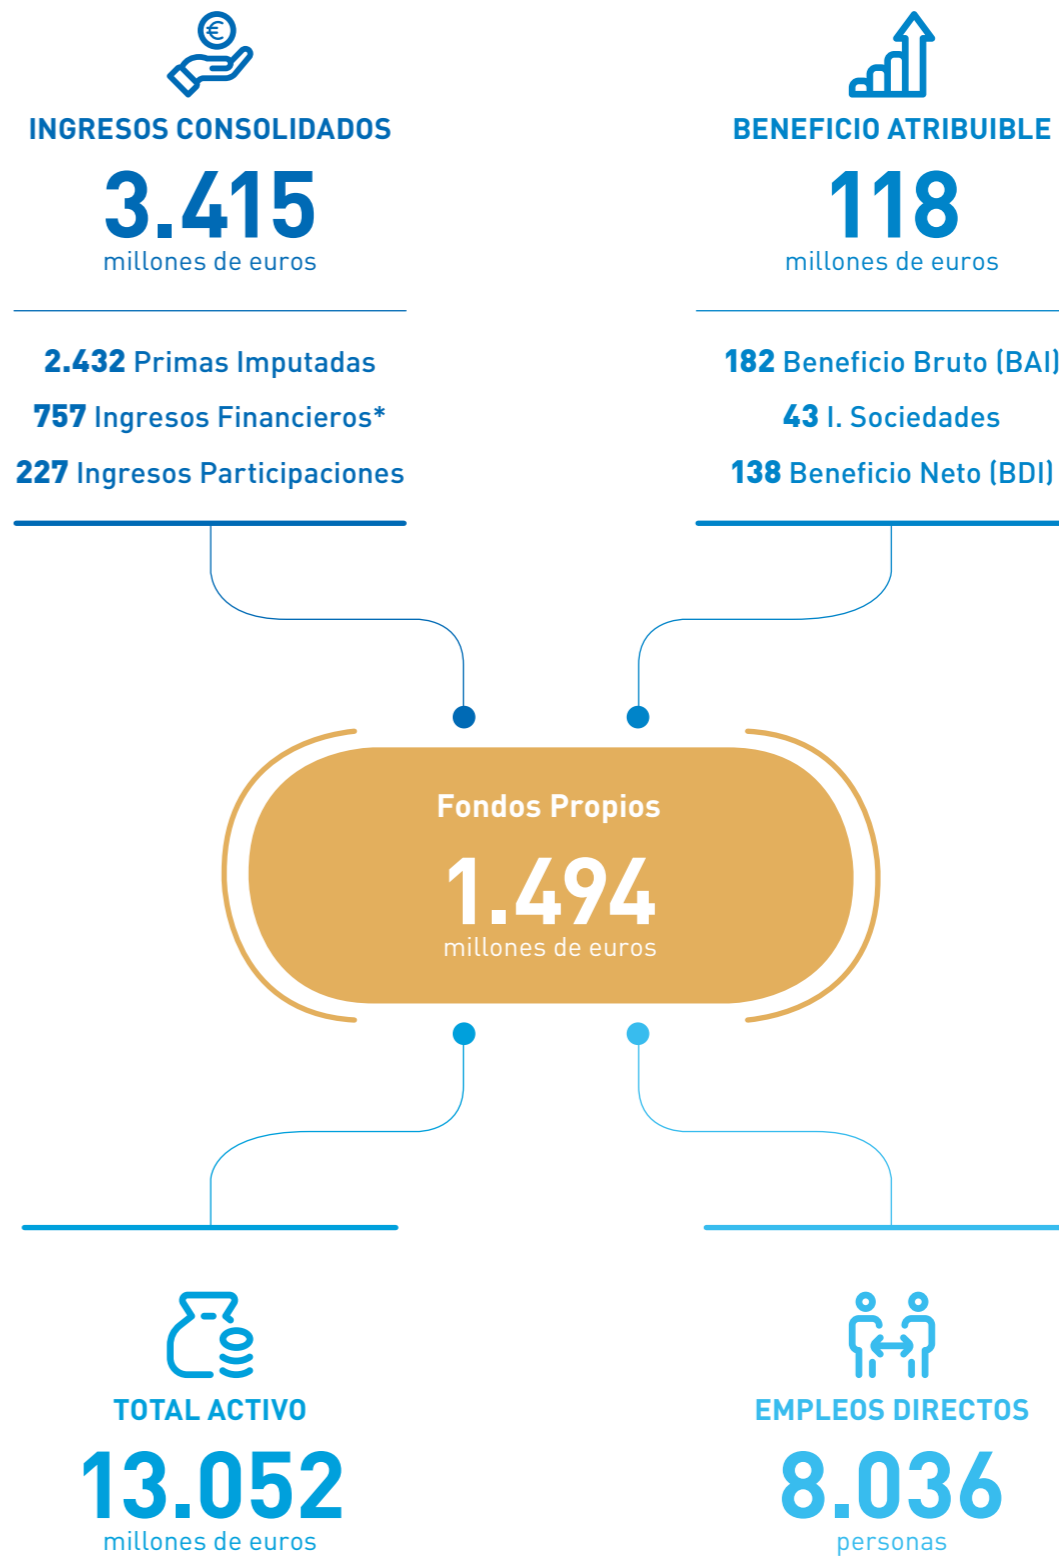 €
INGRESOS CONSOLIDADOS
3.415
millones de euros
2.432 Primas Imputadas
757 Ingresos Financieros*
227 Ingresos Participaciones
BENEFICIO ATRIBUIBLE
118
millones de euros
182 Beneficio Bruto (BAI)
43 I. Sociedades
138 Beneficio Neto (BDI)
Fondos Propios
1.494
millones de euros
TOTAL ACTIVO
13.052
millones de euros
EMPLEOS DIRECTOS
8.036
personas